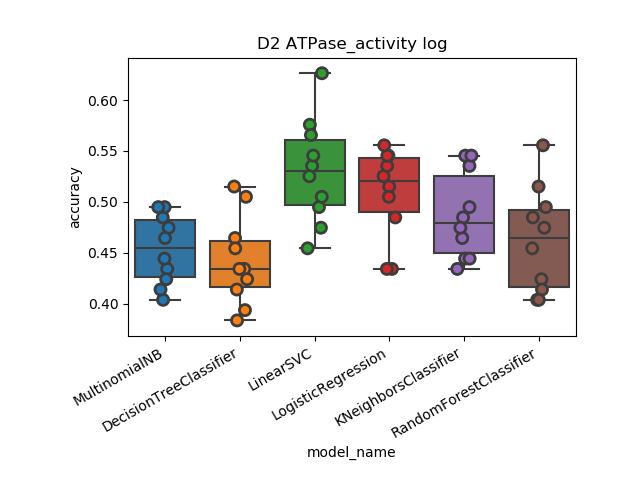 D2 ATPase_activity log
accuracy
0.60
0.55
0.50
0.45
0.40
MultinomialNB
DecisionTreeClassifier
LinearSVC
LogisticRegression
KNeighborsClassifier
RandomForestClassifier
model_name